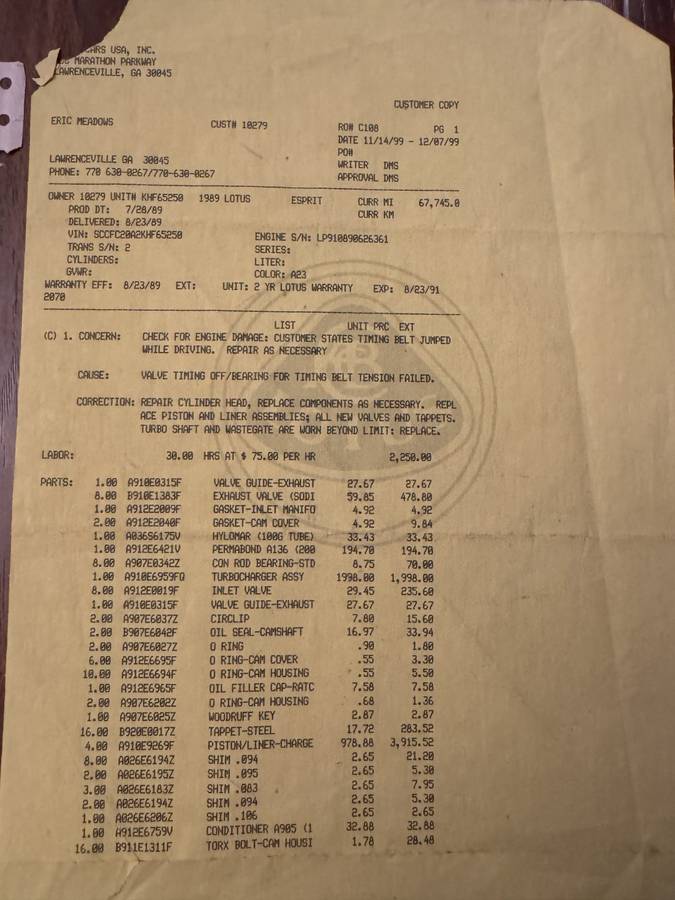 CARS USA, INC.
MARATHON PARKWAY
LAWRENCEVILLE, GA 30045
CUSTOMER COPY
ERIC MEADOWS CUST# 10279 RO# C108 PG 1
DATE 11/14/99 - 12/07/99
PO#
LAWRENCEVILLE GA 30045 WRITER DMS
PHONE: 770 630-0267/770-630-0267 APPROVAL DMS
OWNER 10279 UNIT# KHF65250 1989 LOTUS ESPRIT CURR MI 67,745.0
PROD DT: 7/28/89 CURR KM
DELIVERED: 8/23/89
VIN: SCCFC20A2KHF65250 ENGINE S/N: LP910890626361
TRANS S/N: 2 SERIES:
CYLINDERS: LITER:
GVWR: COLOR: A23
WARRANTY EFF: 8/23/89 EXT: UNIT: 2 YR LOTUS WARRANTY EXP: 8/23/91
2070
LIST UNIT PRC EXT
(C) 1. CONCERN: CHECK FOR ENGINE DAMAGE: CUSTOMER STATES TIMING BELT JUMPED
WHILE DRIVING. REPAIR AS NECESSARY
CAUSE: VALVE TIMING OFF/BEARING FOR TIMING BELT TENSION FAILED.
CORRECTION: REPAIR CYLINDER HEAD, REPLACE COMPONENTS AS NECESSARY. REPL
ACE PISTON AND LINER ASSEMBLIES; ALL NEW VALVES AND TAPPETS.
TURBO SHAFT AND WASTEGATE ARE WORN BEYOND LIMIT: REPLACE.
LABOR: 30.00 HRS AT $ 75.00 PER HR 2,250.00
PARTS: 1.00 A910E0315F VALVE GUIDE-EXHAUST 27.67 27.67
8.00 B910E1383F EXHAUST VALVE (SODI 59.85 478.80
1.00 A912E2009F GASKET-INLET MANIFO 4.92 4.92
2.00 A912E2040F GASKET-CAM COVER 4.92 9.84
1.00 A036S6175V HYLOMAR (100G TUBE) 33.43 33.43
1.00 A912E6421V PERMABOND A136 (200 194.70 194.70
8.00 A907E0342Z CON ROD BEARING-STD 8.75 70.00
1.00 A910E6959FQ TURBOCHARGER ASSY 1998.00 1,998.00
8.00 A912E0019F INLET VALVE 29.45 235.60
1.00 A910E0315F VALVE GUIDE-EXHAUST 27.67 27.67
2.00 A907E6037Z CIRCLIP 7.80 15.60
2.00 B907E6042F OIL SEAL-CAMSHAFT 16.97 33.94
2.00 A907E6027Z O RING .90 1.80
6.00 A912E6695F O RING-CAM COVER .55 3.30
10.00 A912E6694F O RING-CAM HOUSING .55 5.50
1.00 A912E6965F OIL FILLER CAP-RATC 7.58 7.58
2.00 A907E6202Z O RING-CAM HOUSING .68 1.36
1.00 A907E6025Z WOODRUFF KEY 2.87 2.87
16.00 B920E0017Z TAPPET-STEEL 17.72 283.52
4.00 A910E9269F PISTON/LINER-CHARGE 978.88 3,915.52
8.00 A026E6194Z SHIM .094 2.65 21.20
2.00 A026E6195Z SHIM .095 2.65 5.30
3.00 A026E6183Z SHIM .083 2.65 7.95
2.00 A026E6194Z SHIM .094 2.65 5.30
1.00 A026E6206Z SHIM .106 2.65 2.65
1.00 A912E6759V CONDITIONER A905 (1 32.88 32.88
16.00 B911E1311F TORX BOLT-CAM HOUSI 1.78 28.48